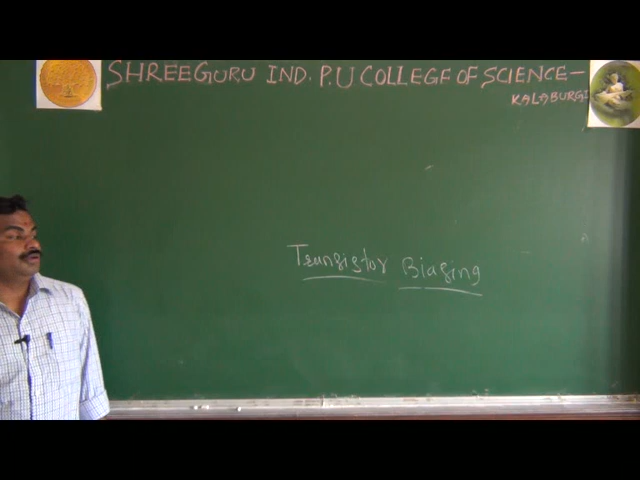 SHREEGURU IND. P.U COLLEGE OF SCIENCE-
KALABURGI
Transistor Biasing